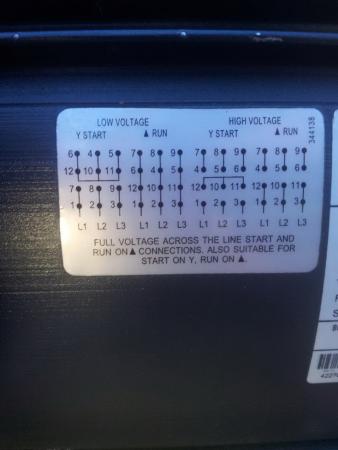 LOW VOLTAGE HIGH VOLTAGE
Y START ▲ RUN Y START ▲ RUN
344138
6 4 5 7 8 9 7 8 9 7 8 9
12 10 11 6 4 5 4 5 6 4 5 6
7 8 9 12 10 11 12 10 11 12 10 11
1 2 3 1 2 3 1 2 3 1 2 3
L1 L2 L3 L1 L2 L3 L1 L2 L3 L1 L2 L3
FULL VOLTAGE ACROSS THE LINE START AND
RUN ON▲ CONNECTIONS. ALSO SUITABLE FOR
START ON Y, RUN ON ▲.